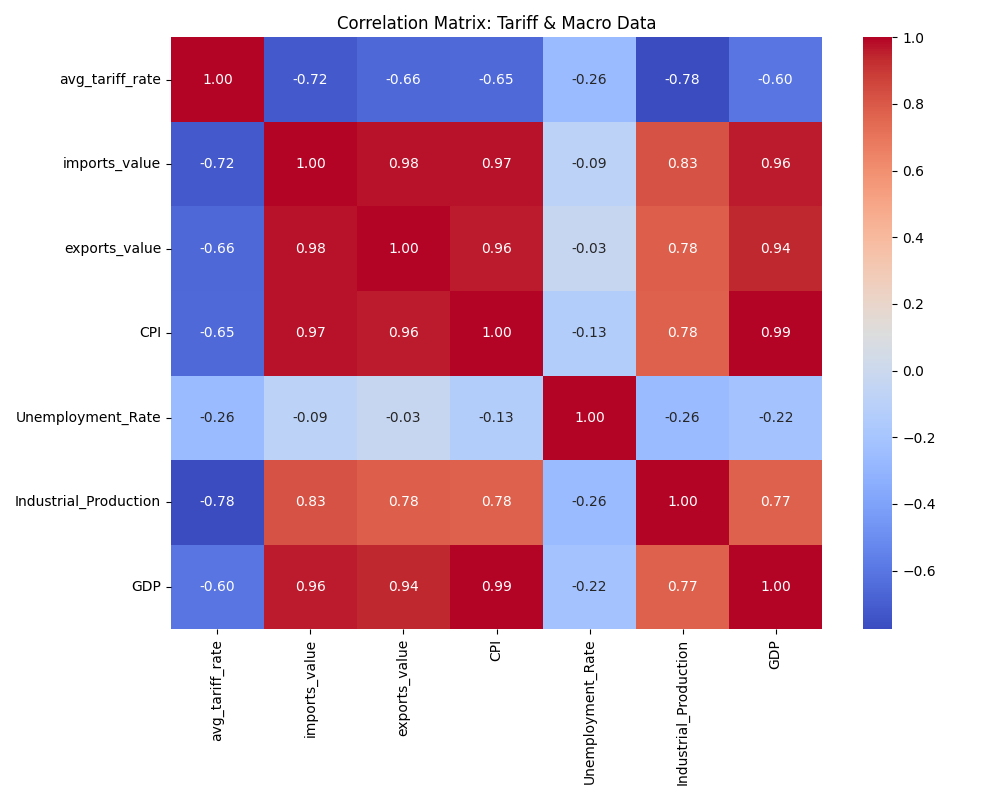 Correlation Matrix: Tariff & Macro Data
avg_tariff_rate 1.00 -0.72 -0.66 -0.65 -0.26 -0.78 -0.60
imports_value -0.72 1.00 0.98 0.97 -0.09 0.83 0.96
exports_value -0.66 0.98 1.00 0.96 -0.03 0.78 0.94
CPI -0.65 0.97 0.96 1.00 -0.13 0.78 0.99
Unemployment_Rate -0.26 -0.09 -0.03 -0.13 1.00 -0.26 -0.22
Industrial_Production -0.78 0.83 0.78 0.78 -0.26 1.00 0.77
GDP -0.60 0.96 0.94 0.99 -0.22 0.77 1.00
avg_tariff_rate
imports_value
exports_value
CPI
Unemployment_Rate
Industrial_Production
GDP
1.0
0.8
0.6
0.4
0.2
0.0
−0.2
−0.4
−0.6